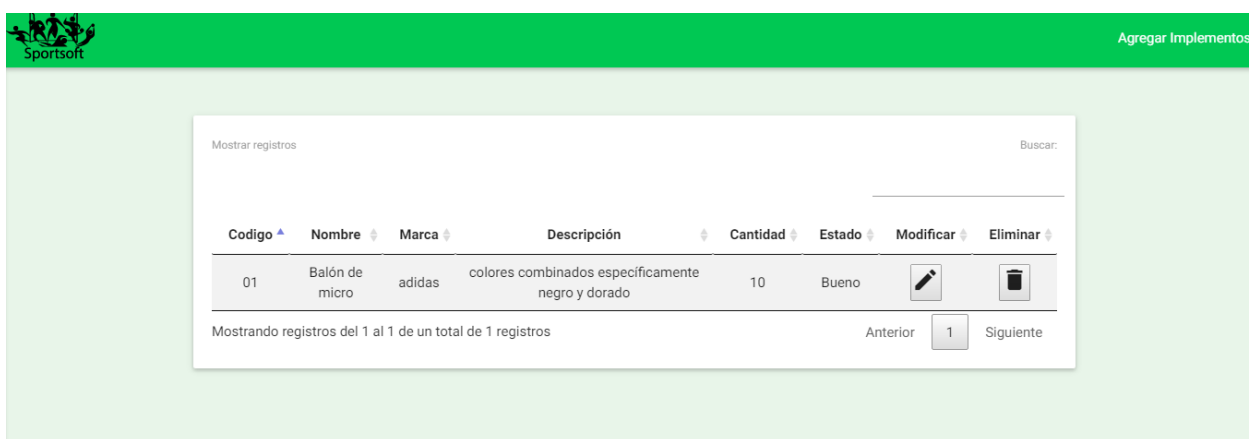 Sportsoft
Agregar Implementos
Mostrar registros
Buscar:
Codigo Nombre Marca Descripción Cantidad Estado Modificar Eliminar
01 Balón de micro adidas colores combinados específicamente negro y dorado 10 Bueno
Mostrando registros del 1 al 1 de un total de 1 registros
Anterior 1 Siguiente